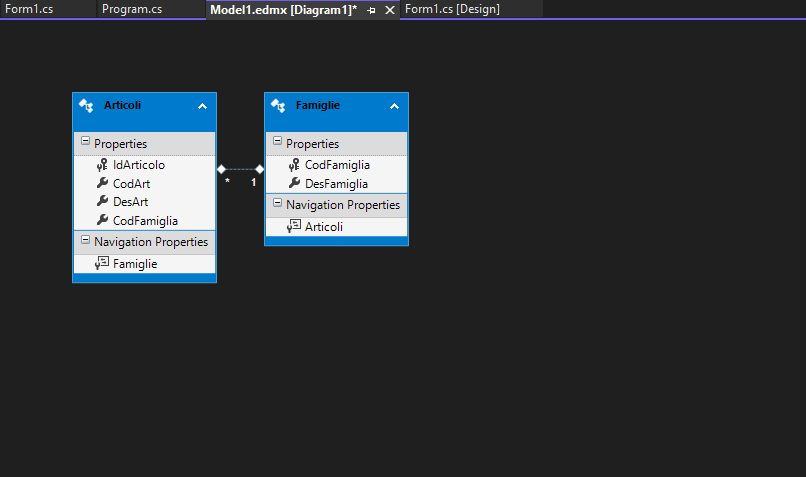 Form1.cs
Program.cs
Model1.edmx [Diagram1]*
Form1.cs [Design]
Articoli
Properties
IdArticolo
CodArt
DesArt
CodFamiglia
Navigation Properties
Famiglie
*
1
Famiglie
Properties
CodFamiglia
DesFamiglia
Navigation Properties
Articoli